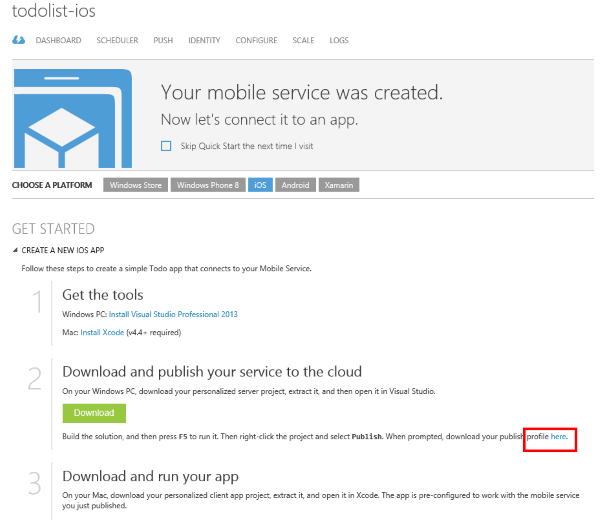 todolist-ios
DASHBOARD SCHEDULER PUSH IDENTITY CONFIGURE SCALE LOGS
Your mobile service was created.
Now let's connect it to an app.
Skip Quick Start the next time I visit
CHOOSE A PLATFORM Windows Store Windows Phone 8 iOS Android Xamarin
GET STARTED
CREATE A NEW IOS APP
Follow these steps to create a simple Todo app that connects to your Mobile Service.
1 Get the tools
Windows PC: Install Visual Studio Professional 2013
Mac: Install Xcode (v4.4+ required)
2 Download and publish your service to the cloud
On your Windows PC, download your personalized server project, extract it, and then open it in Visual Studio.
Download
Build the solution, and then press F5 to run it. Then right-click the project and select Publish. When prompted, download your publish profile here.
3 Download and run your app
On your Mac, download your personalized client app project, extract it, and open it in Xcode. The app is pre-configured to work with the mobile service
you just published.